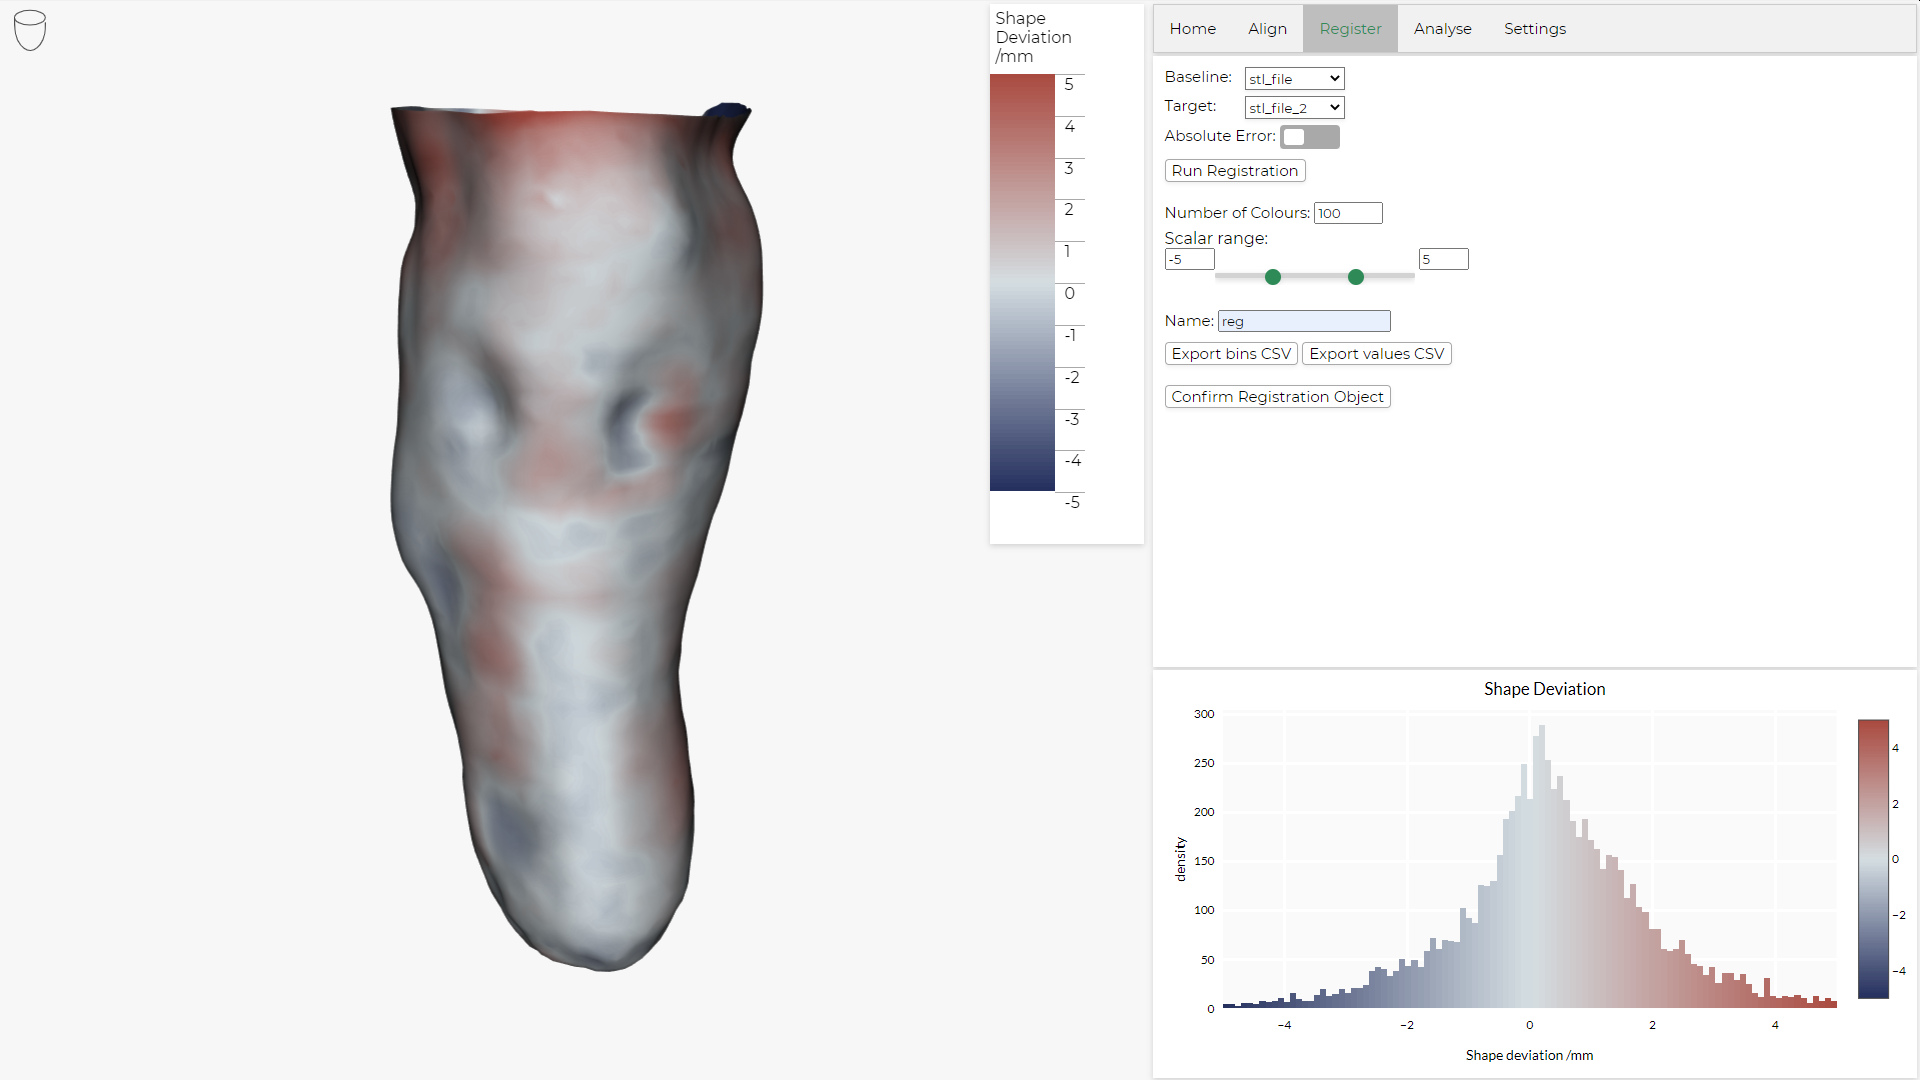 Shape
Deviation
/mm
5
4
3
2
1
0
-1
-2
-3
-4
-5
Home Align Register Analyse Settings
Baseline: stl_file
Target: stl_file_2
Absolute Error:
Run Registration
Number of Colours: 100
Scalar range:
-5 5
Name: reg
Export bins CSV Export values CSV
Confirm Registration Object
Shape Deviation
300
250
200
150
100
50
0
density
−4 −2 0 2 4
Shape deviation /mm
4
2
0
−2
−4